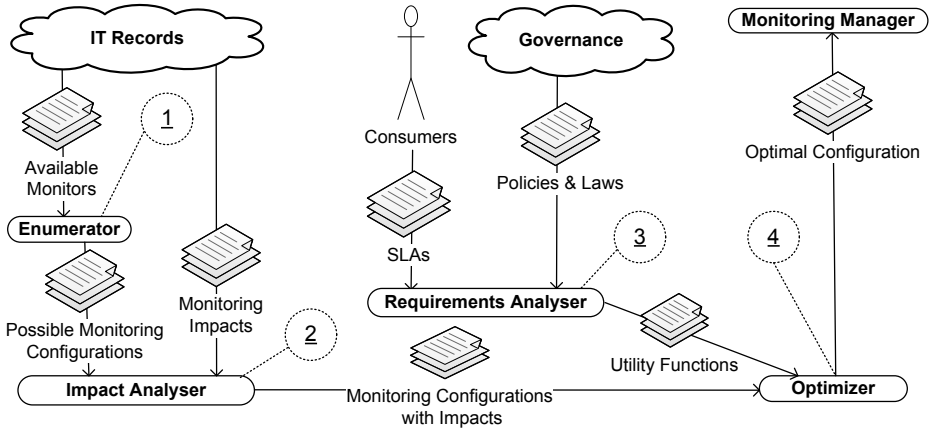 IT Records
Governance
Monitoring Manager
1
Consumers
Available
Monitors
Policies & Laws
Optimal Configuration
Enumerator
SLAs
3
4
Possible Monitoring
Configurations
Monitoring
Impacts
2
Requirements Analyser
Utility Functions
Impact Analyser
Monitoring Configurations
with Impacts
Optimizer